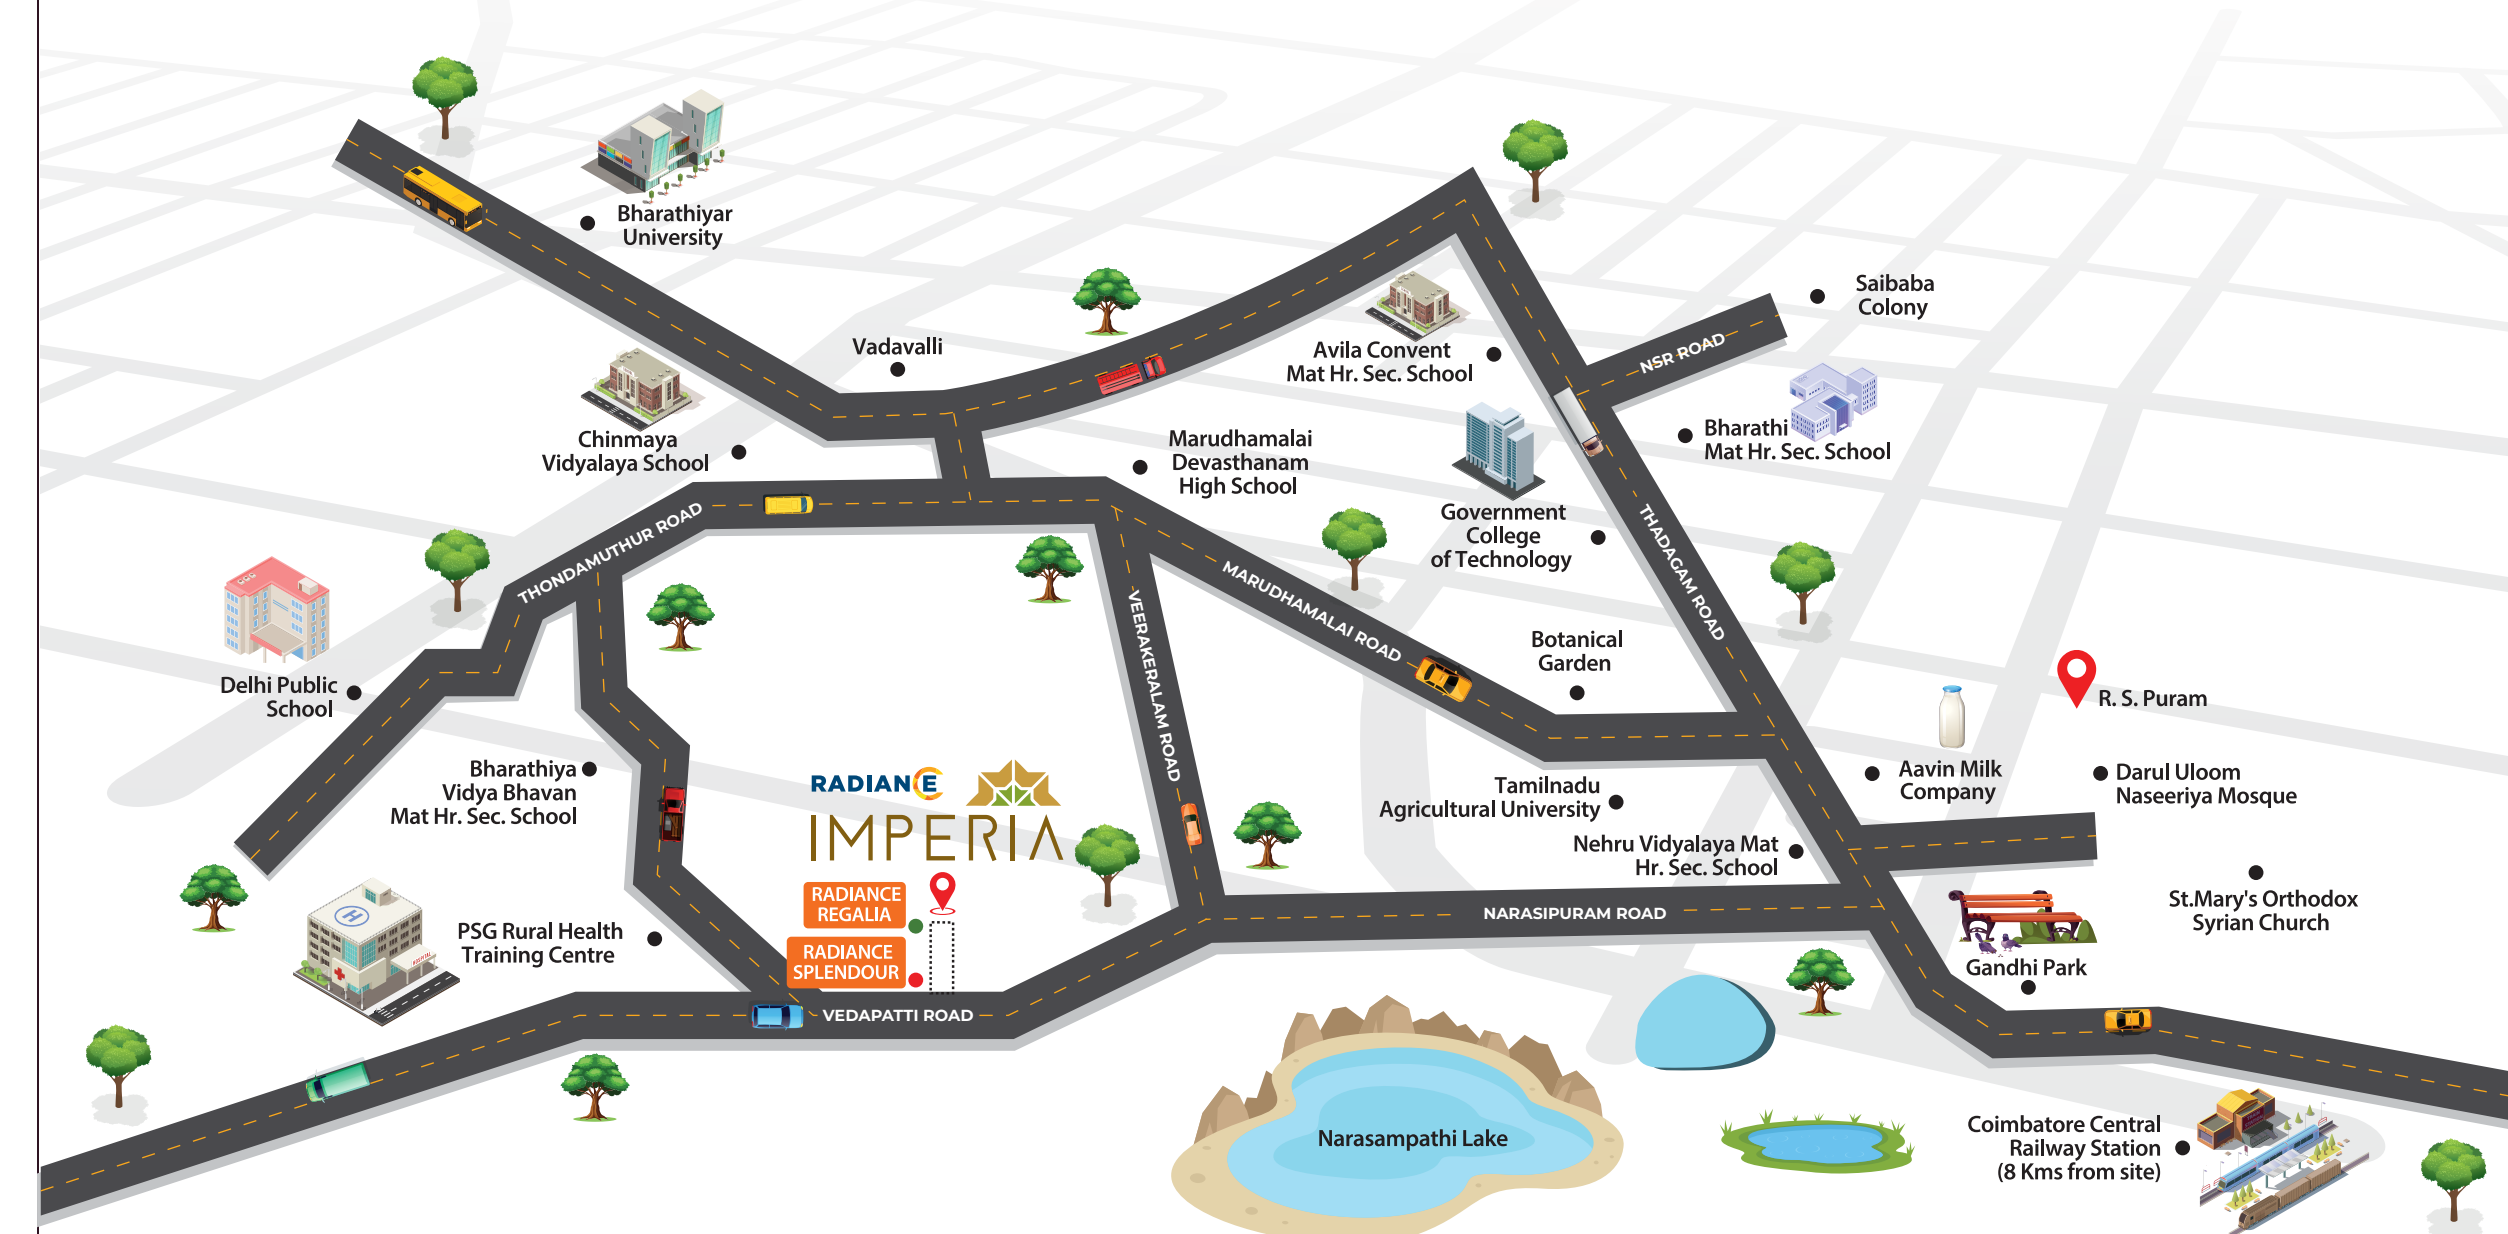 Bharathiyar
University
Saibaba
Colony
Vadavalli
NSR ROAD
Avila Convent
Mat Hr. Sec. School
Chinmaya
Vidyalaya School
Marudhamalai
Devasthanam
High School
Bharathi
Mat Hr. Sec. School
Government
College
of Technology
THONDAMUTHUR ROAD
THADAGAM ROAD
MARUDHAMALAI ROAD
VEERAKERALAM ROAD
Botanical
Garden
Delhi Public
School
R. S. Puram
Bharathiya
Vidya Bhavan
Mat Hr. Sec. School
RADIANCE
IMPERIA
Tamilnadu
Agricultural University
Aavin Milk
Company
Darul Uloom
Naseeriya Mosque
Nehru Vidyalaya Mat
Hr. Sec. School
RADIANCE
REGALIA
RADIANCE
SPLENDOUR
NARASIPURAM ROAD
St.Mary's Orthodox
Syrian Church
H
HOSPITAL
PSG Rural Health
Training Centre
Gandhi Park
VEDAPATTI ROAD
Narasampathi Lake
Coimbatore Central
Railway Station
(8 Kms from site)